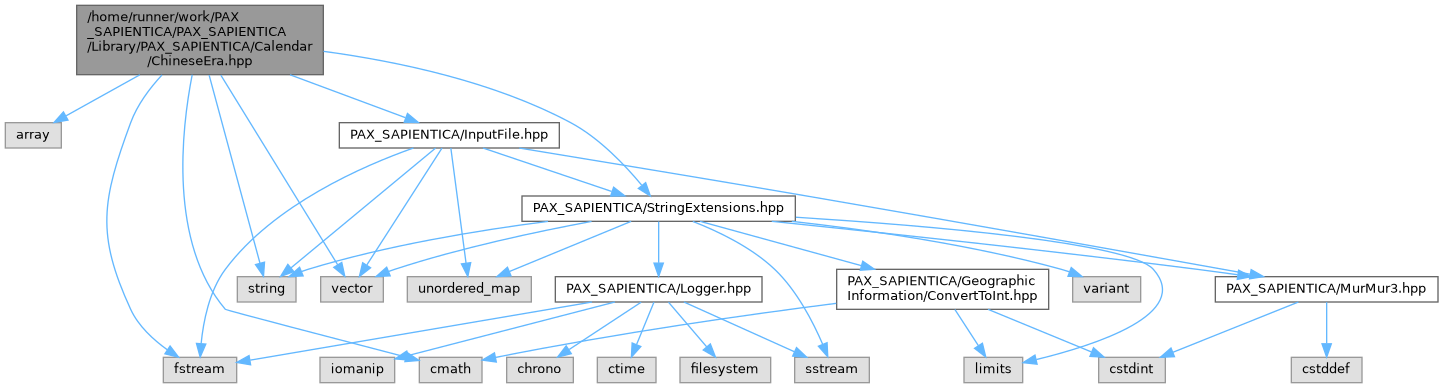 /home/runner/work/PAX
_SAPIENTICA/PAX_SAPIENTICA
/Library/PAX_SAPIENTICA/Calendar
/ChineseEra.hpp
array
PAX_SAPIENTICA/InputFile.hpp
PAX_SAPIENTICA/StringExtensions.hpp
string
vector
unordered_map
PAX_SAPIENTICA/Logger.hpp
PAX_SAPIENTICA/Geographic
Information/ConvertToInt.hpp
variant
PAX_SAPIENTICA/MurMur3.hpp
fstream
iomanip
cmath
chrono
ctime
filesystem
sstream
limits
cstdint
cstddef